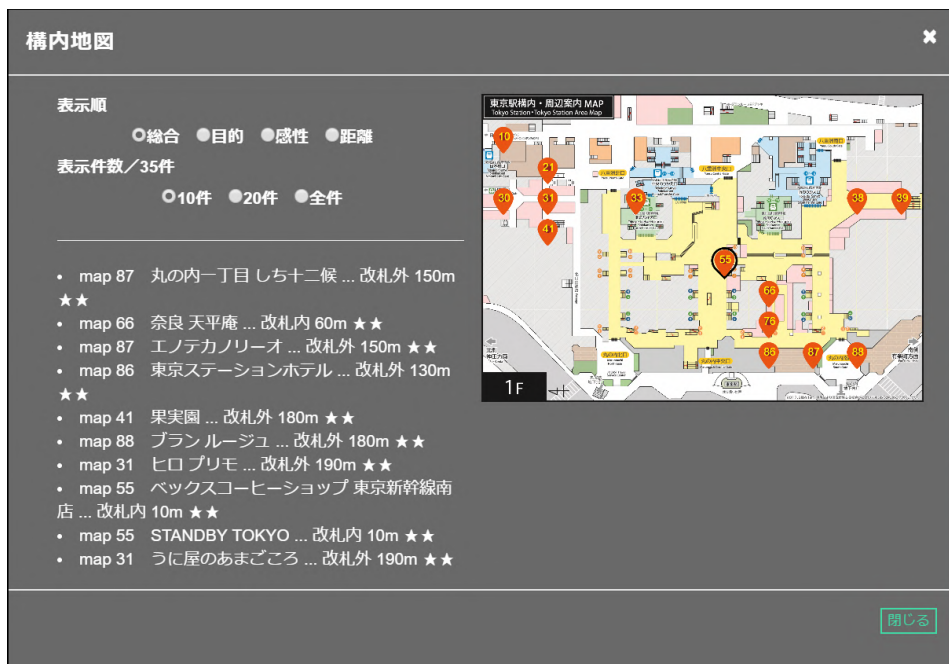 構内地図
✖
表示順
総合 目的 感性 距離
表示件数／35件
10件 20件 全件
• map 87 丸の内一丁目 しち十二候 ... 改札外 150m
★★
• map 66 奈良 天平庵 ... 改札内 60m ★★
• map 87 エノテカノリーオ ... 改札外 150m ★★
• map 86 東京ステーションホテル ... 改札外 130m
★★
• map 41 果実園 ... 改札外 180m ★★
• map 88 ブラン ルージュ ... 改札外 180m ★★
• map 31 ヒロ プリモ ... 改札外 190m ★★
• map 55 ベックスコーヒーショップ 東京新幹線南
店 ... 改札内 10m ★★
• map 55 STANDBY TOKYO ... 改札内 10m ★★
• map 31 うに屋のあまごころ ... 改札外 190m ★★
東京駅構内・周辺案内 MAP
Tokyo Station・Tokyo Station Area Map
10
21
30
31
33
38
39
41
55
66
76
86
87
88
1F
閉じる